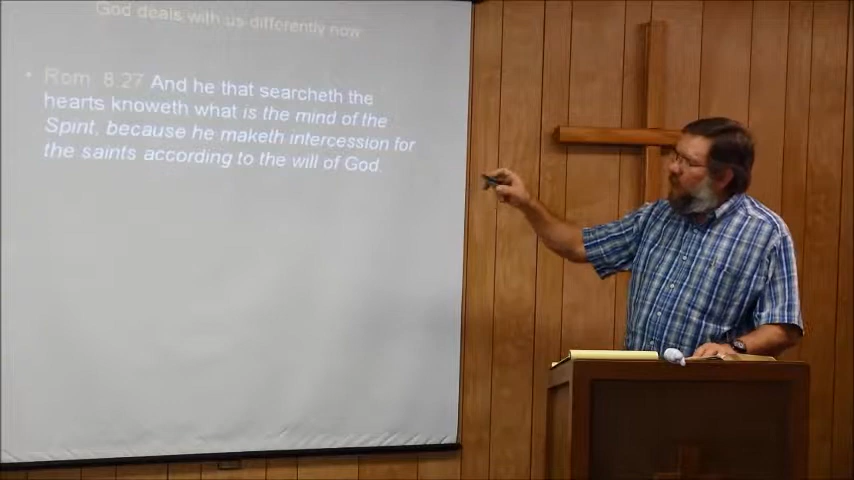 God deals with us differently now
• Rom 8:27 And he that searcheth the
hearts knoweth what is the mind of the
Spirit, because he maketh intercession for
the saints according to the will of God.